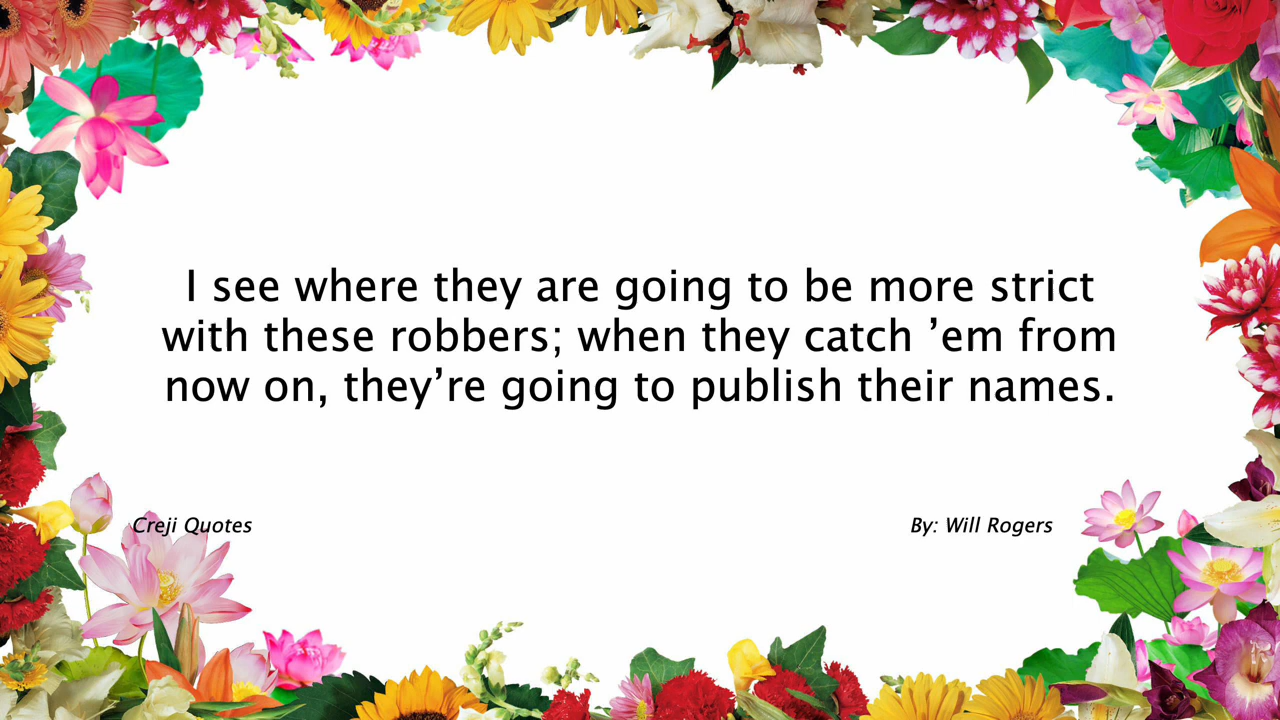 I see where they are going to be more strict
with these robbers; when they catch ’em from
now on, they’re going to publish their names.
Creji Quotes
By: Will Rogers